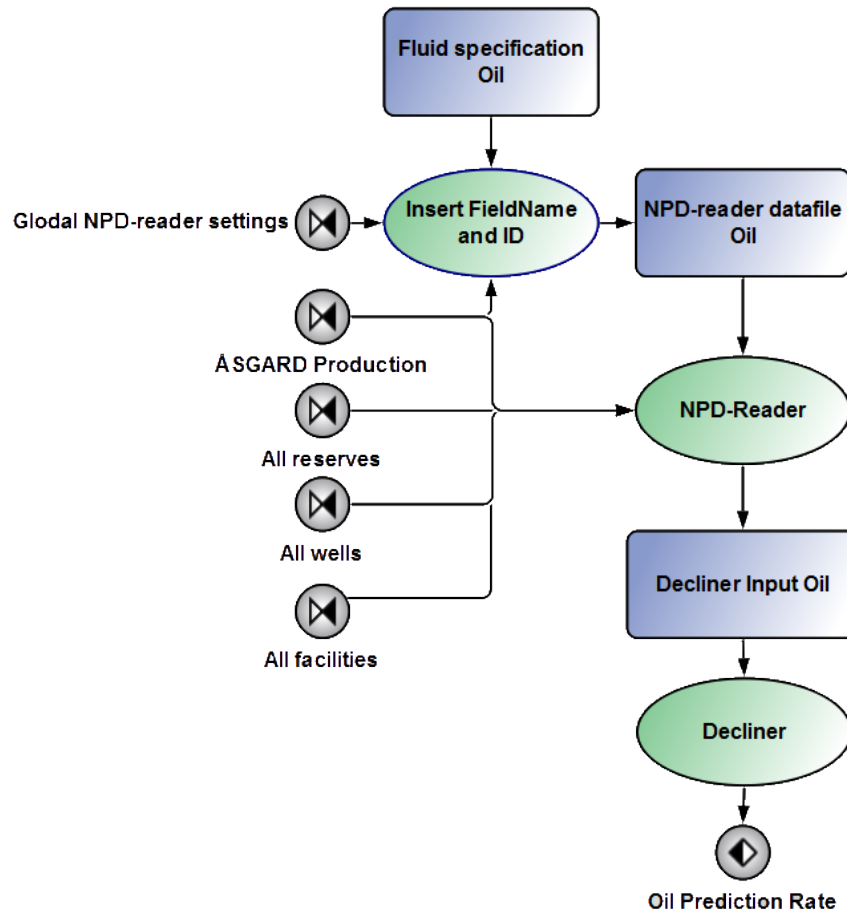 Fluid specification
Oil
Glodal NPD-reader settings
Insert FieldName
and ID
NPD-reader datafile
Oil
ÅSGARD Production
NPD-Reader
All reserves
All wells
Decliner Input Oil
All facilities
Decliner
Oil Prediction Rate